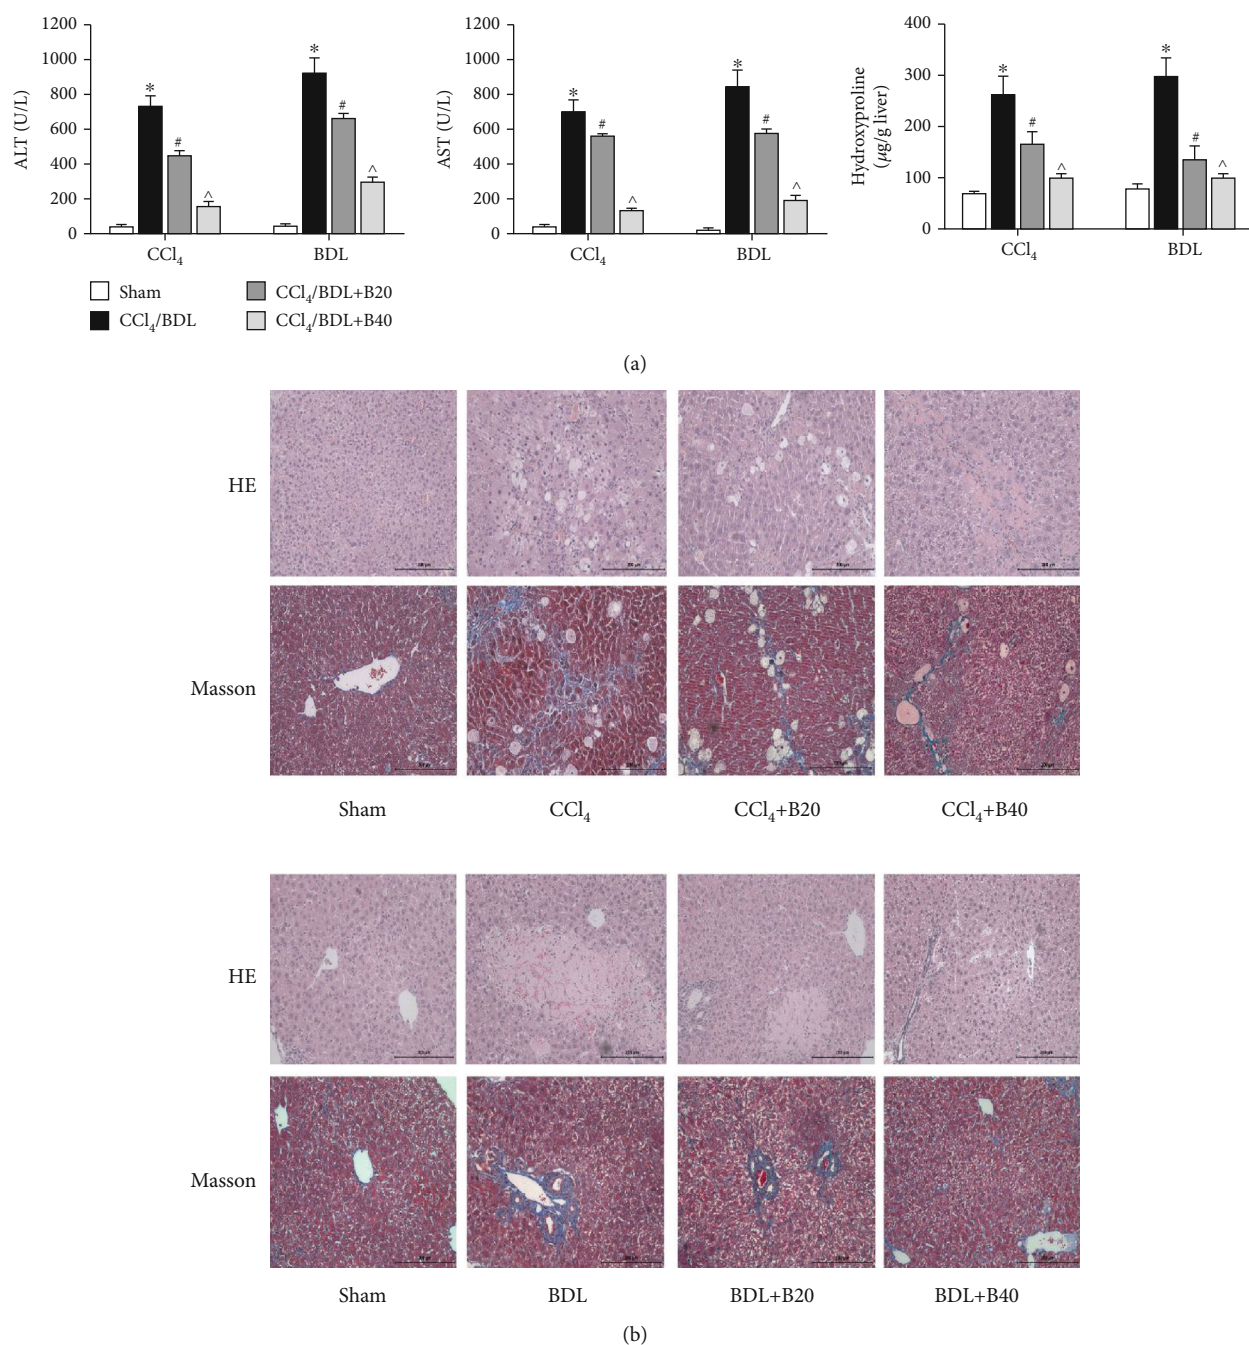 1200
1000
800
600
400
200
0
ALT (U/L)
* # ^ * # ^
CCl4 BDL
1200
1000
800
600
400
200
0
AST (U/L)
* # ^ * # ^
CCl4 BDL
400
300
200
100
0
Hydroxyproline
(μg/g liver)
* # ^ * # ^
CCl4 BDL
Sham
CCl4/BDL
CCl4/BDL+B20
CCl4/BDL+B40
(a)
HE
Masson
Sham CCl4 CCl4+B20 CCl4+B40
HE
Masson
Sham BDL BDL+B20 BDL+B40
(b)